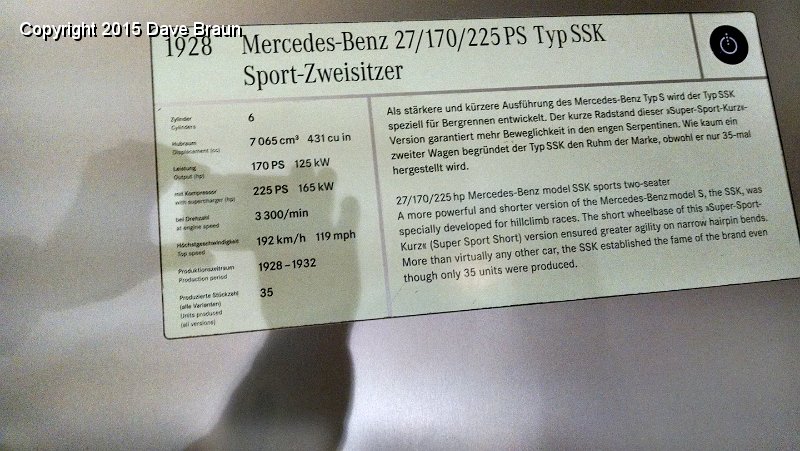 Copyright 2015 Dave Braun
1928
Mercedes-Benz 27/170/225 PS Typ SSK
Sport-Zweisitzer
Zylinder
Cylinders
6
Hubraum
Displacement (cc)
7 065 cm³ 431 cu in
Leistung
Output (hp)
170 PS 125 kW
mit Kompressor
with supercharger (hp)
225 PS 165 kW
bei Drehzahl
at engine speed
3 300/min
Höchstgeschwindigkeit
Top speed
192 km/h 119 mph
Produktionszeitraum
Production period
1928 – 1932
Produzierte Stückzahl
(alle Varianten)
Units produced
(all versions)
35
Als stärkere und kürzere Ausführung des Mercedes-Benz Typ S wird der Typ SSK
speziell für Bergrennen entwickelt. Der kurze Radstand dieser »Super-Sport-Kurz«-
Version garantiert mehr Beweglichkeit in den engen Serpentinen. Wie kaum ein
zweiter Wagen begründet der Typ SSK den Ruhm der Marke, obwohl er nur 35-mal
hergestellt wird.
27/170/225 hp Mercedes-Benz model SSK sports two-seater
A more powerful and shorter version of the Mercedes-Benz model S, the SSK, was
specially developed for hillclimb races. The short wheelbase of this »Super-Sport-
Kurz« (Super Sport Short) version ensured greater agility on narrow hairpin bends.
More than virtually any other car, the SSK established the fame of the brand even
though only 35 units were produced.